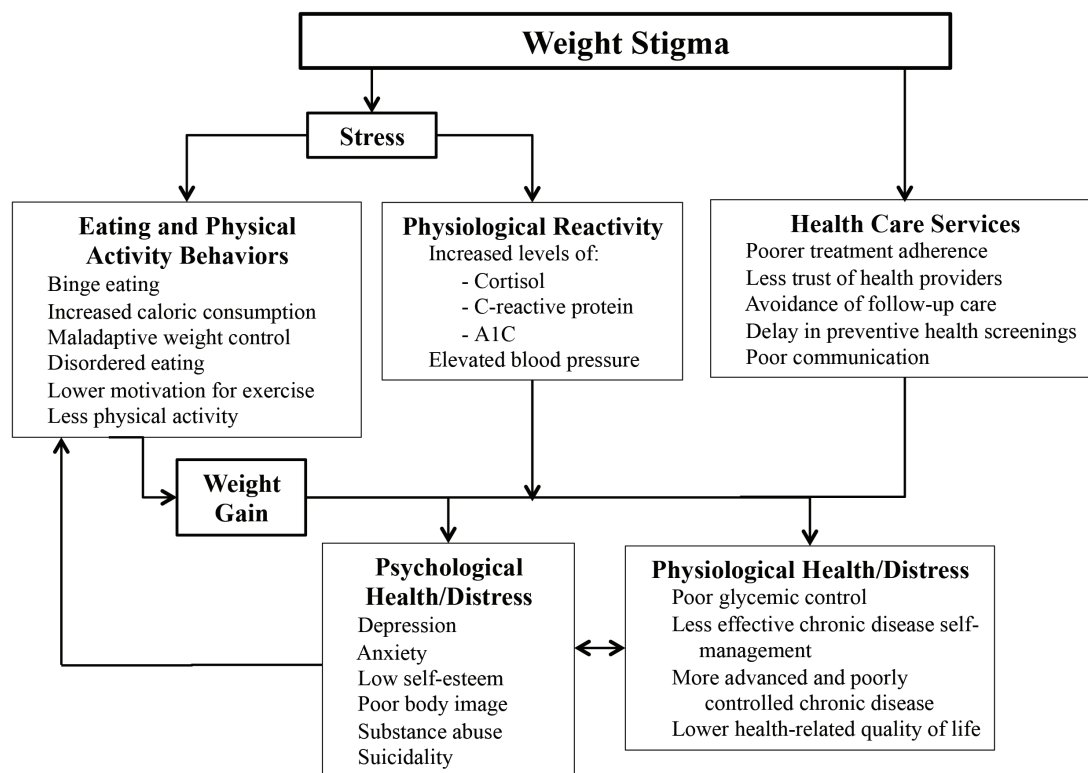 Weight Stigma
Stress
Eating and Physical
Activity Behaviors
Binge eating
Increased caloric consumption
Maladaptive weight control
Disordered eating
Lower motivation for exercise
Less physical activity
Physiological Reactivity
Increased levels of:
- Cortisol
- C-reactive protein
- A1C
Elevated blood pressure
Health Care Services
Poorer treatment adherence
Less trust of health providers
Avoidance of follow-up care
Delay in preventive health screenings
Poor communication
Weight
Gain
Psychological
Health/Distress
Depression
Anxiety
Low self-esteem
Poor body image
Substance abuse
Suicidality
Physiological Health/Distress
Poor glycemic control
Less effective chronic disease self-
management
More advanced and poorly
controlled chronic disease
Lower health-related quality of life